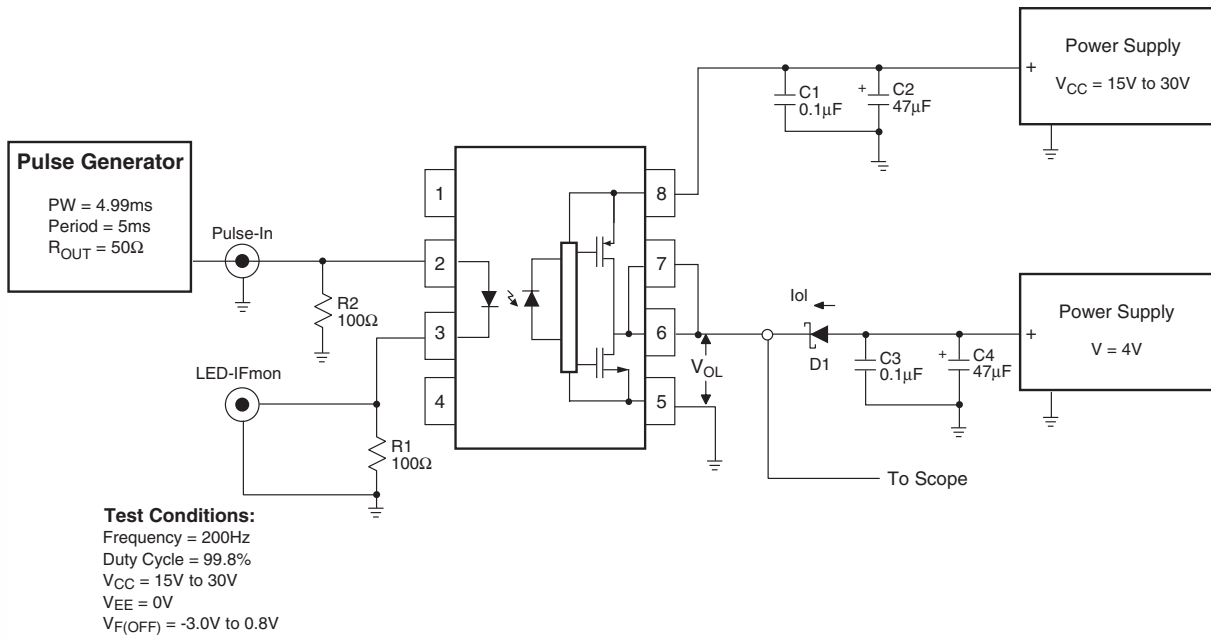 Pulse Generator
PW = 4.99ms
Period = 5ms
R_OUT = 50Ω
Pulse-In
R2
100Ω
LED-IFmon
R1
100Ω
1
2
3
4
8
7
6
5
C1
0.1μF
+
C2
47μF
+
Power Supply
V_CC = 15V to 30V
V_OL
Iol
D1
C3
0.1μF
+
C4
47μF
+
Power Supply
V = 4V
To Scope
Test Conditions:
Frequency = 200Hz
Duty Cycle = 99.8%
V_CC = 15V to 30V
V_EE = 0V
V_F(OFF) = -3.0V to 0.8V